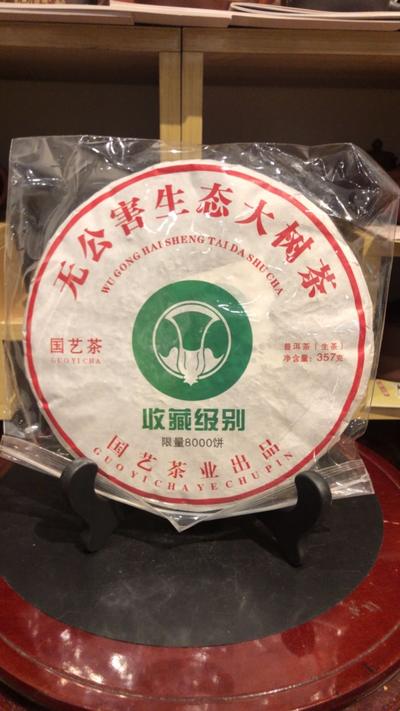 无公害生态大树茶
WU GONG HAI SHENG TAI DA SHU CHA
国艺茶
GUOYICHA
普洱茶（生茶）
净含量：357克
收藏级别
限量8000饼
国艺茶业出品
GUOYICHAYECHUPIN